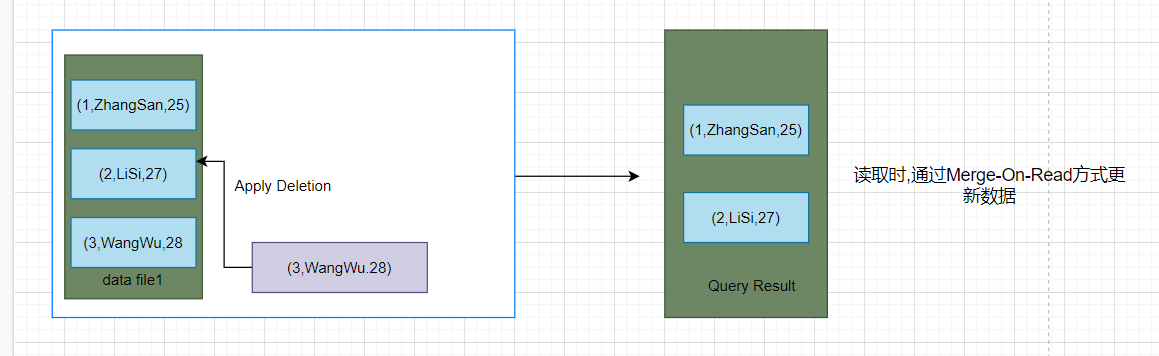 (1,ZhangSan,25)
(2,LiSi,27)
(3,WangWu,28
data file1
Apply Deletion
(3,WangWu.28)
(1,ZhangSan,25)
(2,LiSi,27)
Query Result
读取时,通过Merge-On-Read方式更
新数据